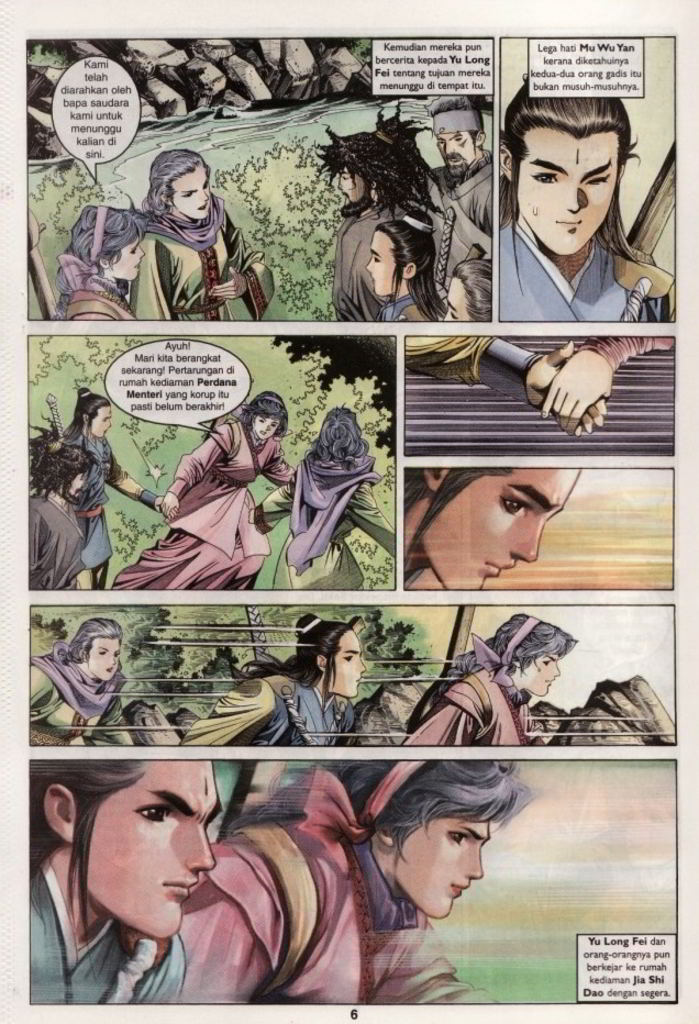 Kami
telah
diarahkan oleh
bapa saudara
kami untuk
menunggu
kalian di
sini.
Kemudian mereka pun
bercerita kepada Yu Long
Fei tentang tujuan mereka
menunggu di tempat itu.
Lega hati Mu Wu Yan
kerana diketahuinya
kedua-dua orang gadis itu
bukan musuh-musuhnya.
Ayuh!
Mari kita berangkat
sekarang! Pertarungan di
rumah kediaman Perdana
Menteri yang korup itu
pasti belum berakhir!
Yu Long Fei dan
orang-orangnya pun
berkejar ke rumah
kediaman Jia Shi
Dao dengan segera.
6